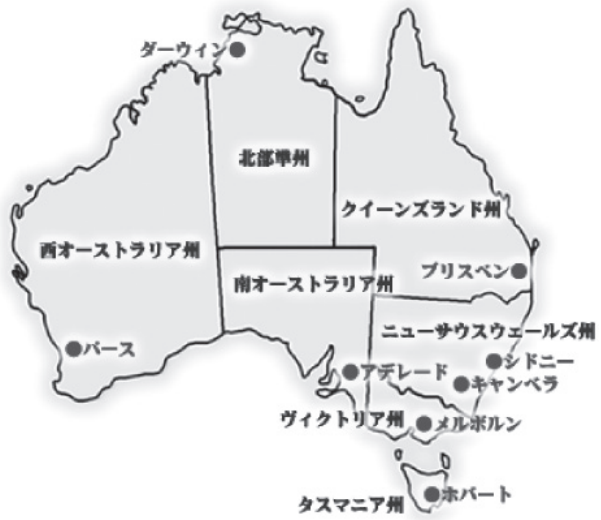 ダーウィン
北部準州
クイーンズランド州
西オーストラリア州
ブリスベン
南オーストラリア州
ニューサウスウェールズ州
パース
シドニー
アデレード
キャンベラ
ヴィクトリア州
メルボルン
ホバート
タスマニア州